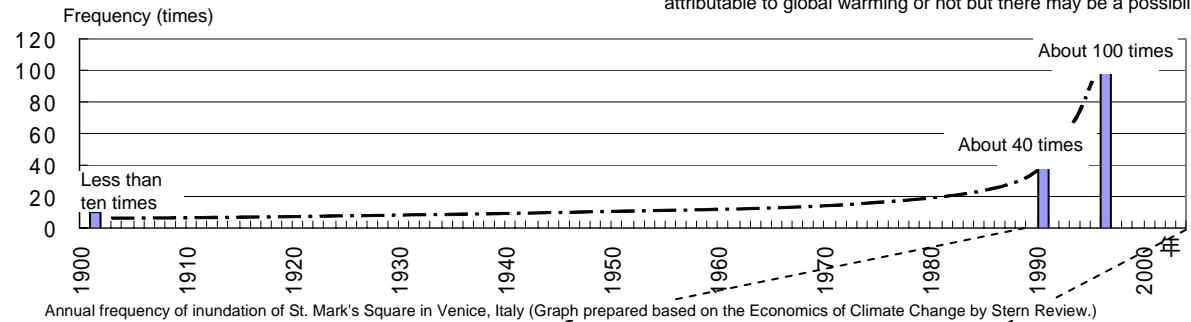 attributable to global warming or not but there may be a possibil
Frequency (times)
120
100
80
60
40
20
0
About 100 times
About 40 times
Less than
ten times
1900
1910
1920
1930
1940
1950
1960
1970
1980
1990
2000
年
Annual frequency of inundation of St. Mark's Square in Venice, Italy (Graph prepared based on the Economics of Climate Change by Stern Review.)